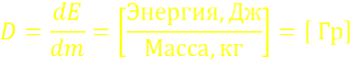 D = dE/dm = [Энергия, Дж / Масса, кг] = [ Гр]